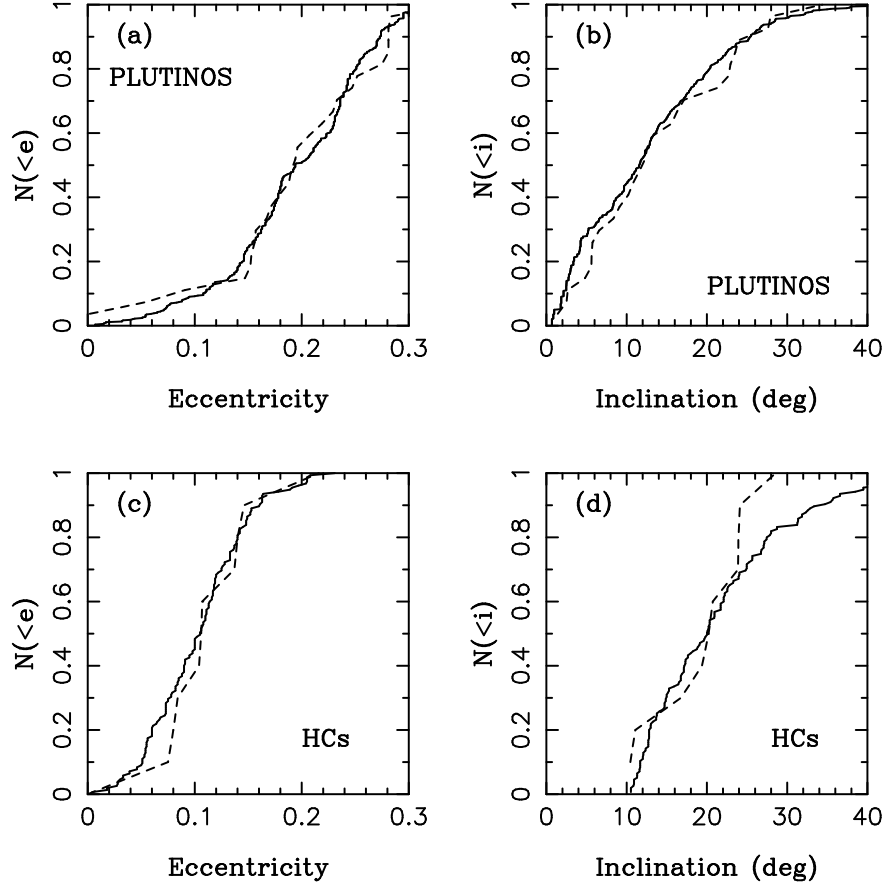 (a)
PLUTINOS
N(<e)
0 0.2 0.4 0.6 0.8 1
0 0.1 0.2 0.3
Eccentricity
(b)
PLUTINOS
N(<i)
0 0.2 0.4 0.6 0.8 1
0 10 20 30 40
Inclination (deg)
(c)
HCs
N(<e)
0 0.2 0.4 0.6 0.8 1
0 0.1 0.2 0.3
Eccentricity
(d)
HCs
N(<i)
0 0.2 0.4 0.6 0.8 1
0 10 20 30 40
Inclination (deg)